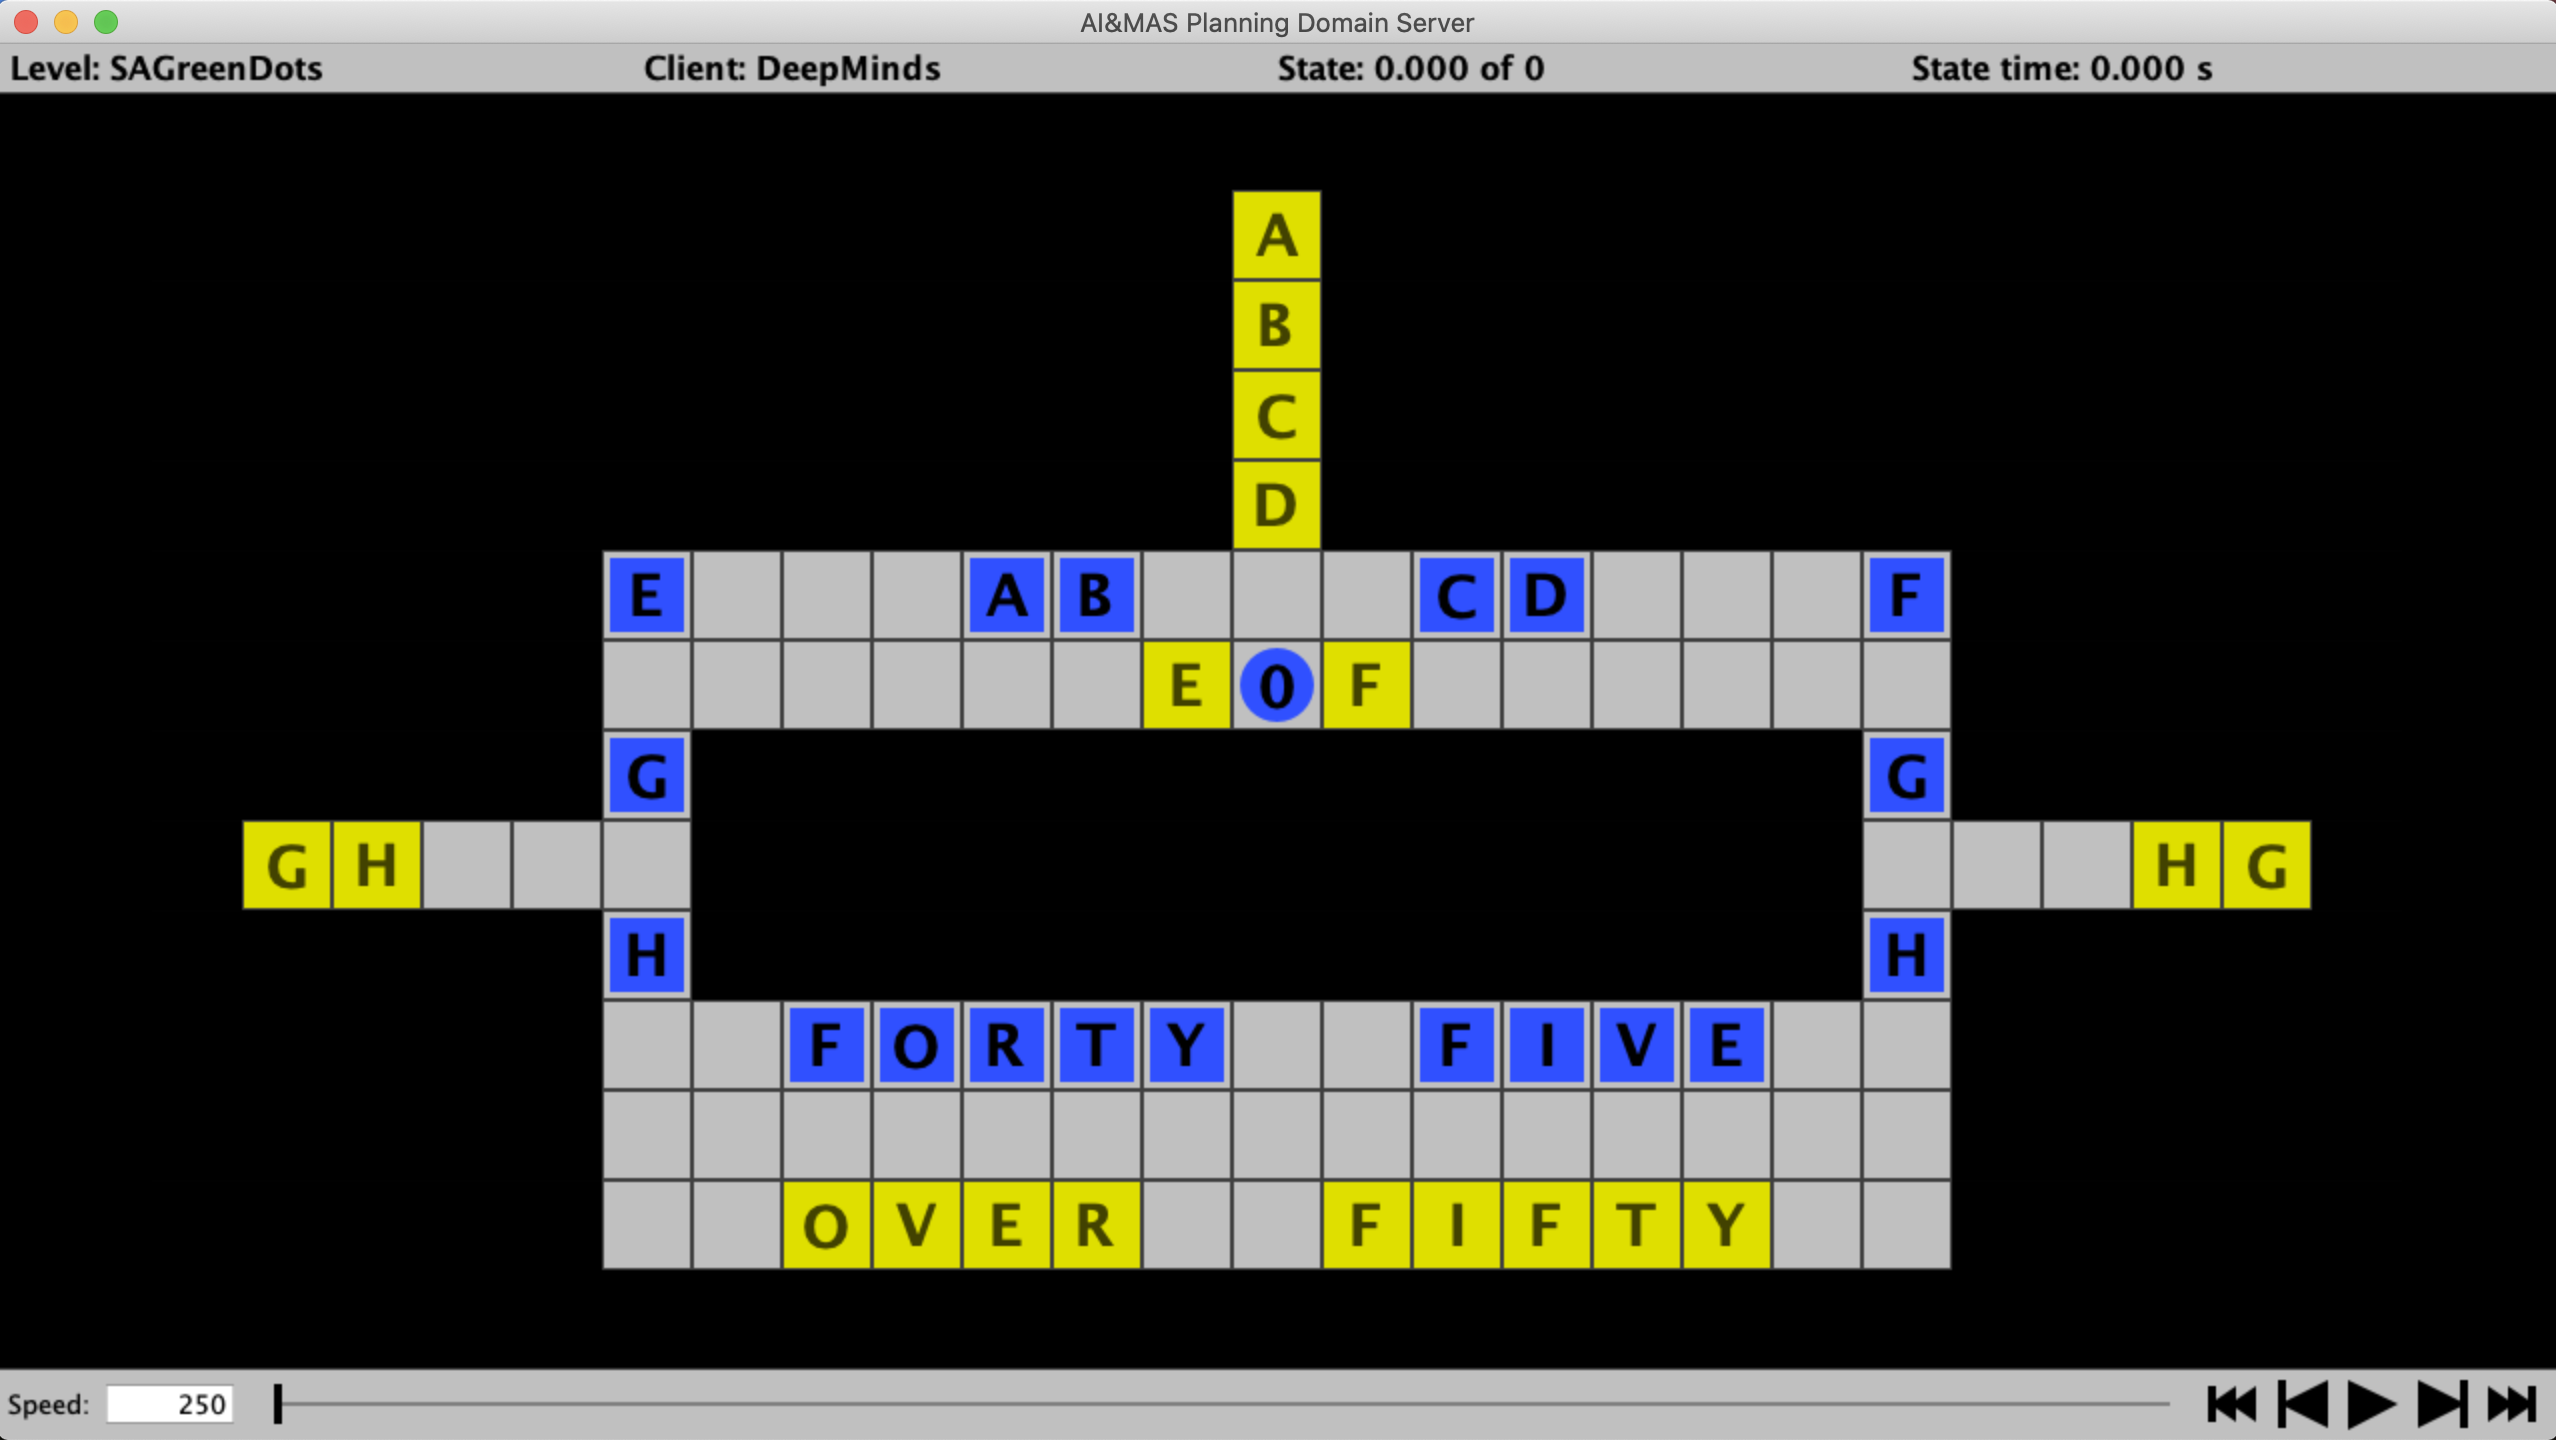 AI&MAS Planning Domain Server
Level: SAGreenDots Client: DeepMinds State: 0.000 of 0 State time: 0.000 s
A
B
C
D
E A B C D F
E 0 F
G G
G H H G
H H
F O R T Y F I V E
O V E R F I F T Y
Speed: 250